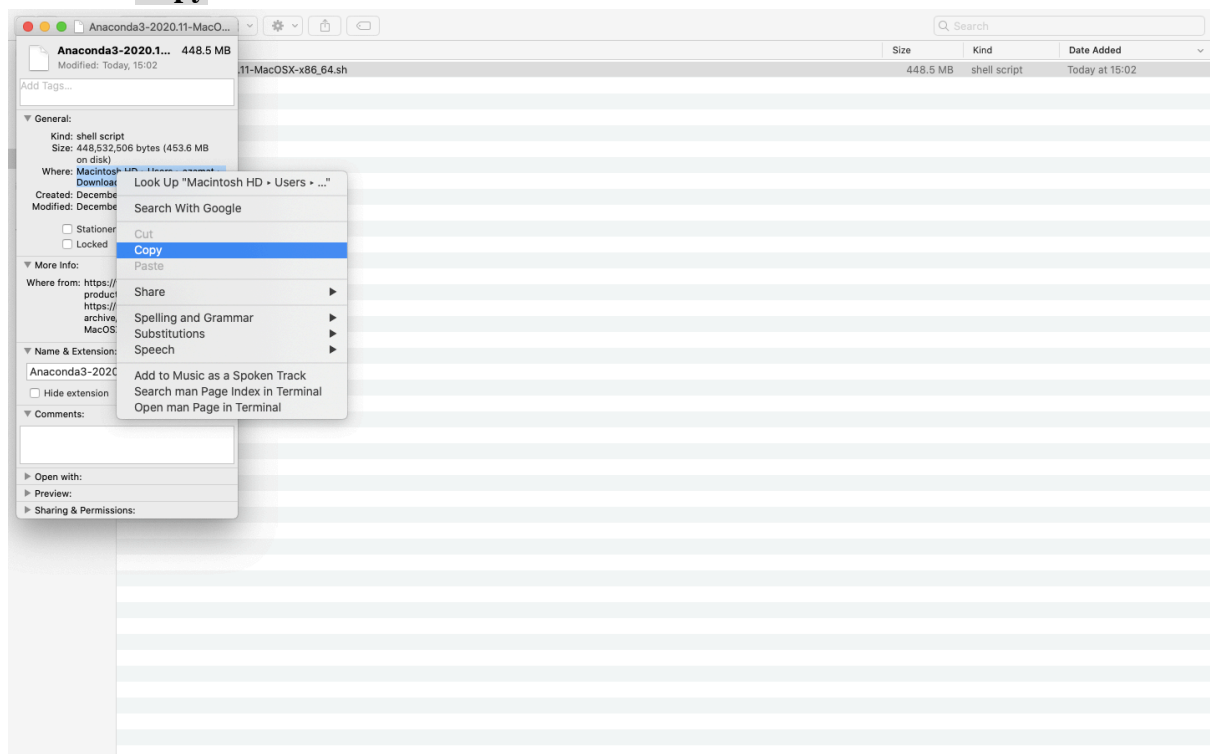 Copy
Anaconda3-2020.11-MacO...
Search
Anaconda3-2020.1... 448.5 MB
Modified: Today, 15:02
Add Tags...
Size Kind Date Added
.11-MacOSX-x86_64.sh 448.5 MB shell script Today at 15:02
General:
Kind: shell script
Size: 448,532,506 bytes (453.6 MB
on disk)
Where: Macintosh HD ▸ Users ▸ azamat ▸
Download
Created: Decembe
Modified: Decembe
Stationer
Locked
More Info:
Where from: https://
product
https://
archive
MacOS
Name & Extension:
Anaconda3-2020
Hide extension
Comments:
Open with:
Preview:
Sharing & Permissions:
Look Up "Macintosh HD ▸ Users ▸ ..."
Search With Google
Cut
Copy
Paste
Share
Spelling and Grammar
Substitutions
Speech
Add to Music as a Spoken Track
Search man Page Index in Terminal
Open man Page in Terminal